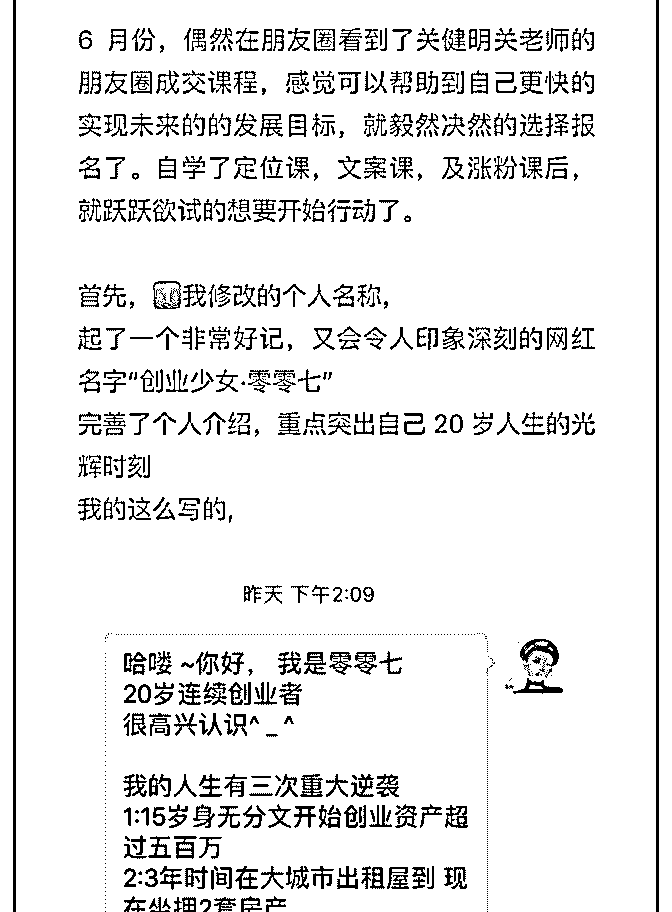 6 月份，偶然在朋友圈看到了关健明关老师的
朋友圈成交课程，感觉可以帮助到自己更快的
实现未来的的发展目标，就毅然决然的选择报
名了。自学了定位课，文案课，及涨粉课后，
就跃跃欲试的想要开始行动了。
首先，我修改的个人名称，
起了一个非常好记，又会令人印象深刻的网红
名字“创业少女·零零七”
完善了个人介绍，重点突出自己 20 岁人生的光
辉时刻
我的这么写的，
昨天 下午2:09
哈喽 ~你好， 我是零零七
20岁连续创业者
很高兴认识^ _ ^
我的人生有三次重大逆袭
1:15岁身无分文开始创业资产超
过五百万
2:3年时间在大城市出租屋到 现
在坐拥2套房产